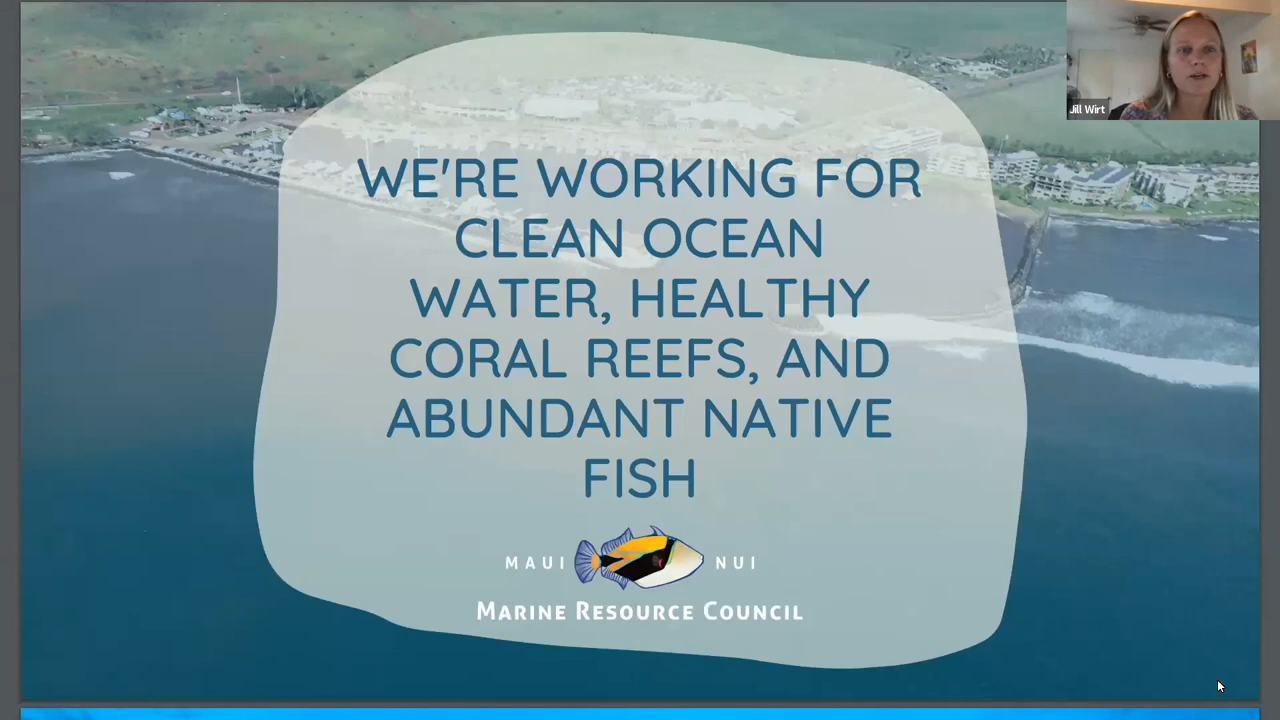 Jill Wirt
WE'RE WORKING FOR
CLEAN OCEAN
WATER, HEALTHY
CORAL REEFS, AND
ABUNDANT NATIVE
FISH
MAUI NUI
MARINE RESOURCE COUNCIL